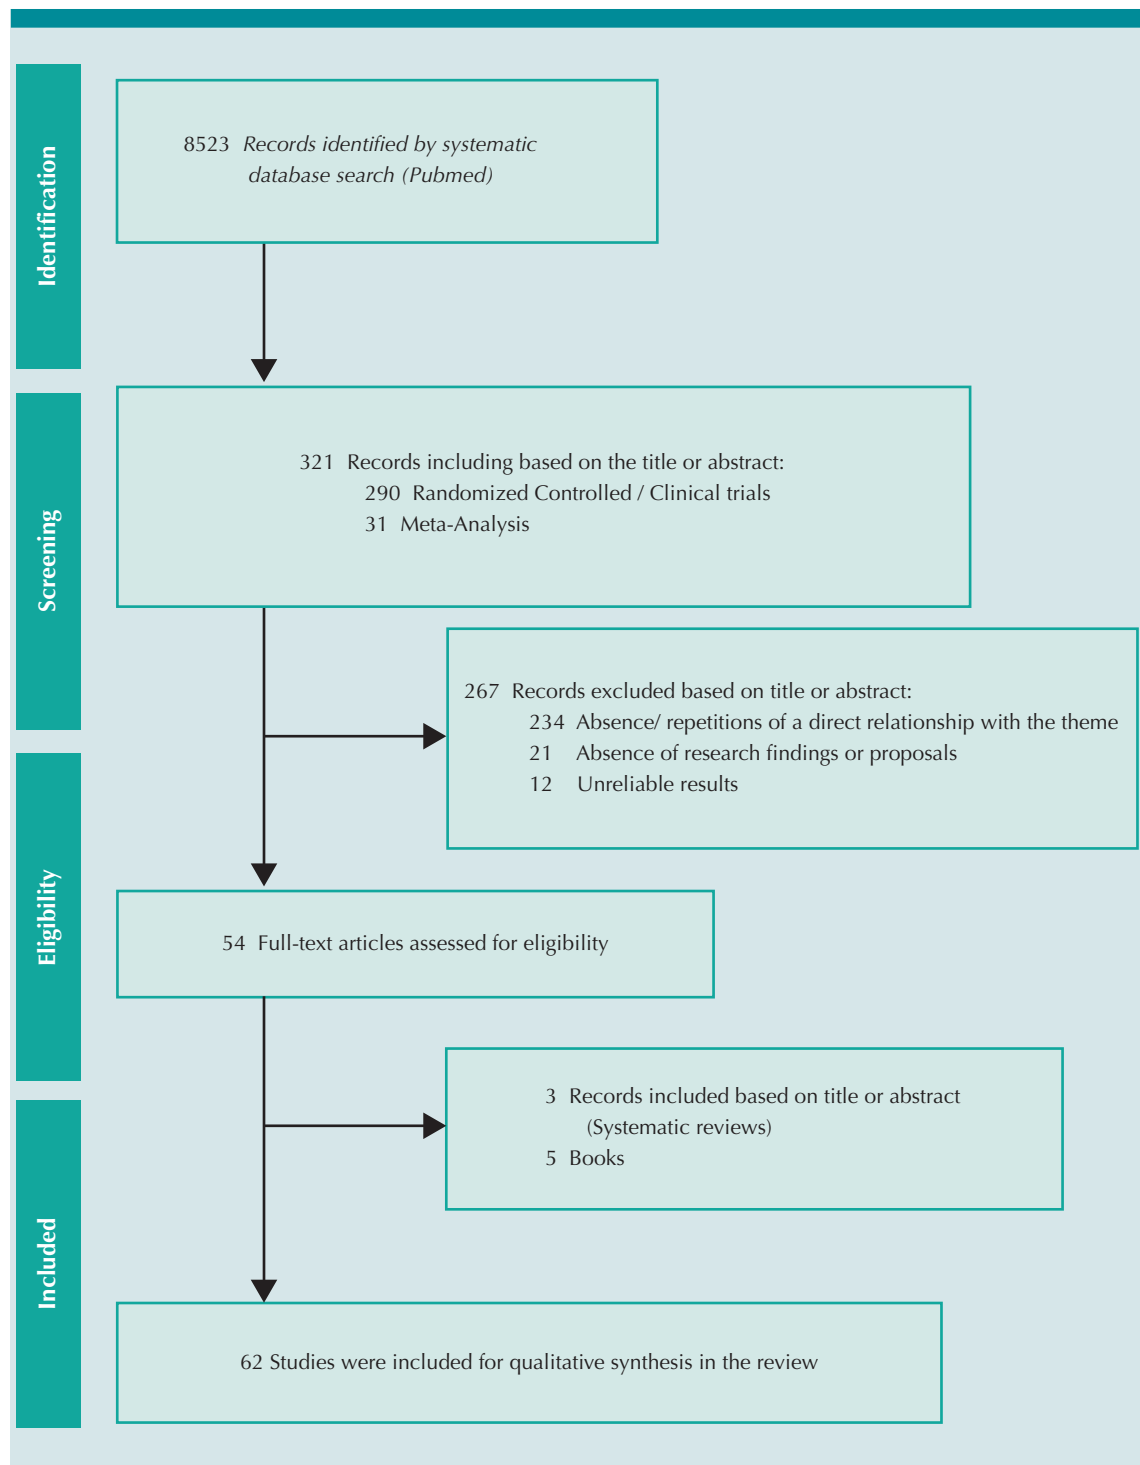 Identification
8523 Records identified by systematic
database search (Pubmed)
Screening
321 Records including based on the title or abstract:
290 Randomized Controlled / Clinical trials
31 Meta-Analysis
267 Records excluded based on title or abstract:
234 Absence/ repetitions of a direct relationship with the theme
21 Absence of research findings or proposals
12 Unreliable results
Eligibility
54 Full-text articles assessed for eligibility
3 Records included based on title or abstract
(Systematic reviews)
5 Books
Included
62 Studies were included for qualitative synthesis in the review